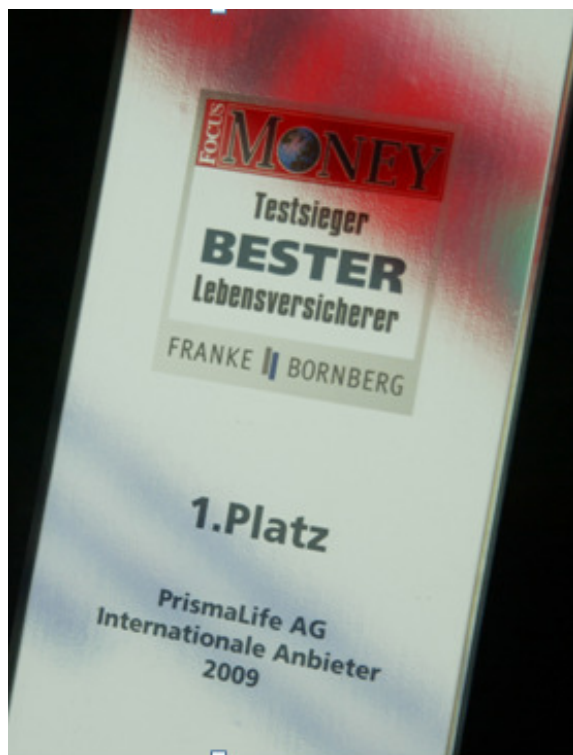 FOCUS
MONEY
Testsieger
BESTER
Lebensversicherer
FRANKE BORNBERG
1.Platz
PrismaLife AG
Internationale Anbieter
2009